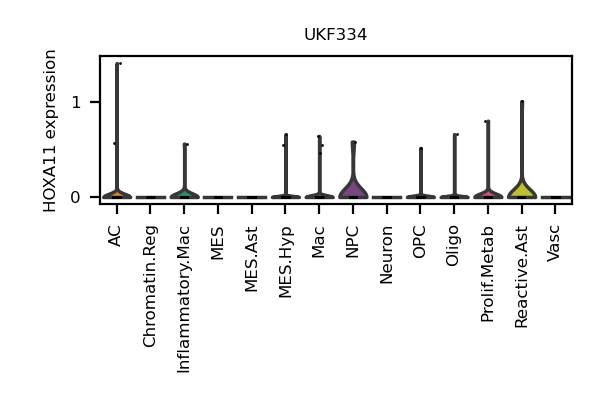 UKF334
HOXA11 expression
1
0
AC
Chromatin.Reg
Inflammatory.Mac
MES
MES.Ast
MES.Hyp
Mac
NPC
Neuron
OPC
Oligo
Prolif.Metab
Reactive.Ast
Vasc